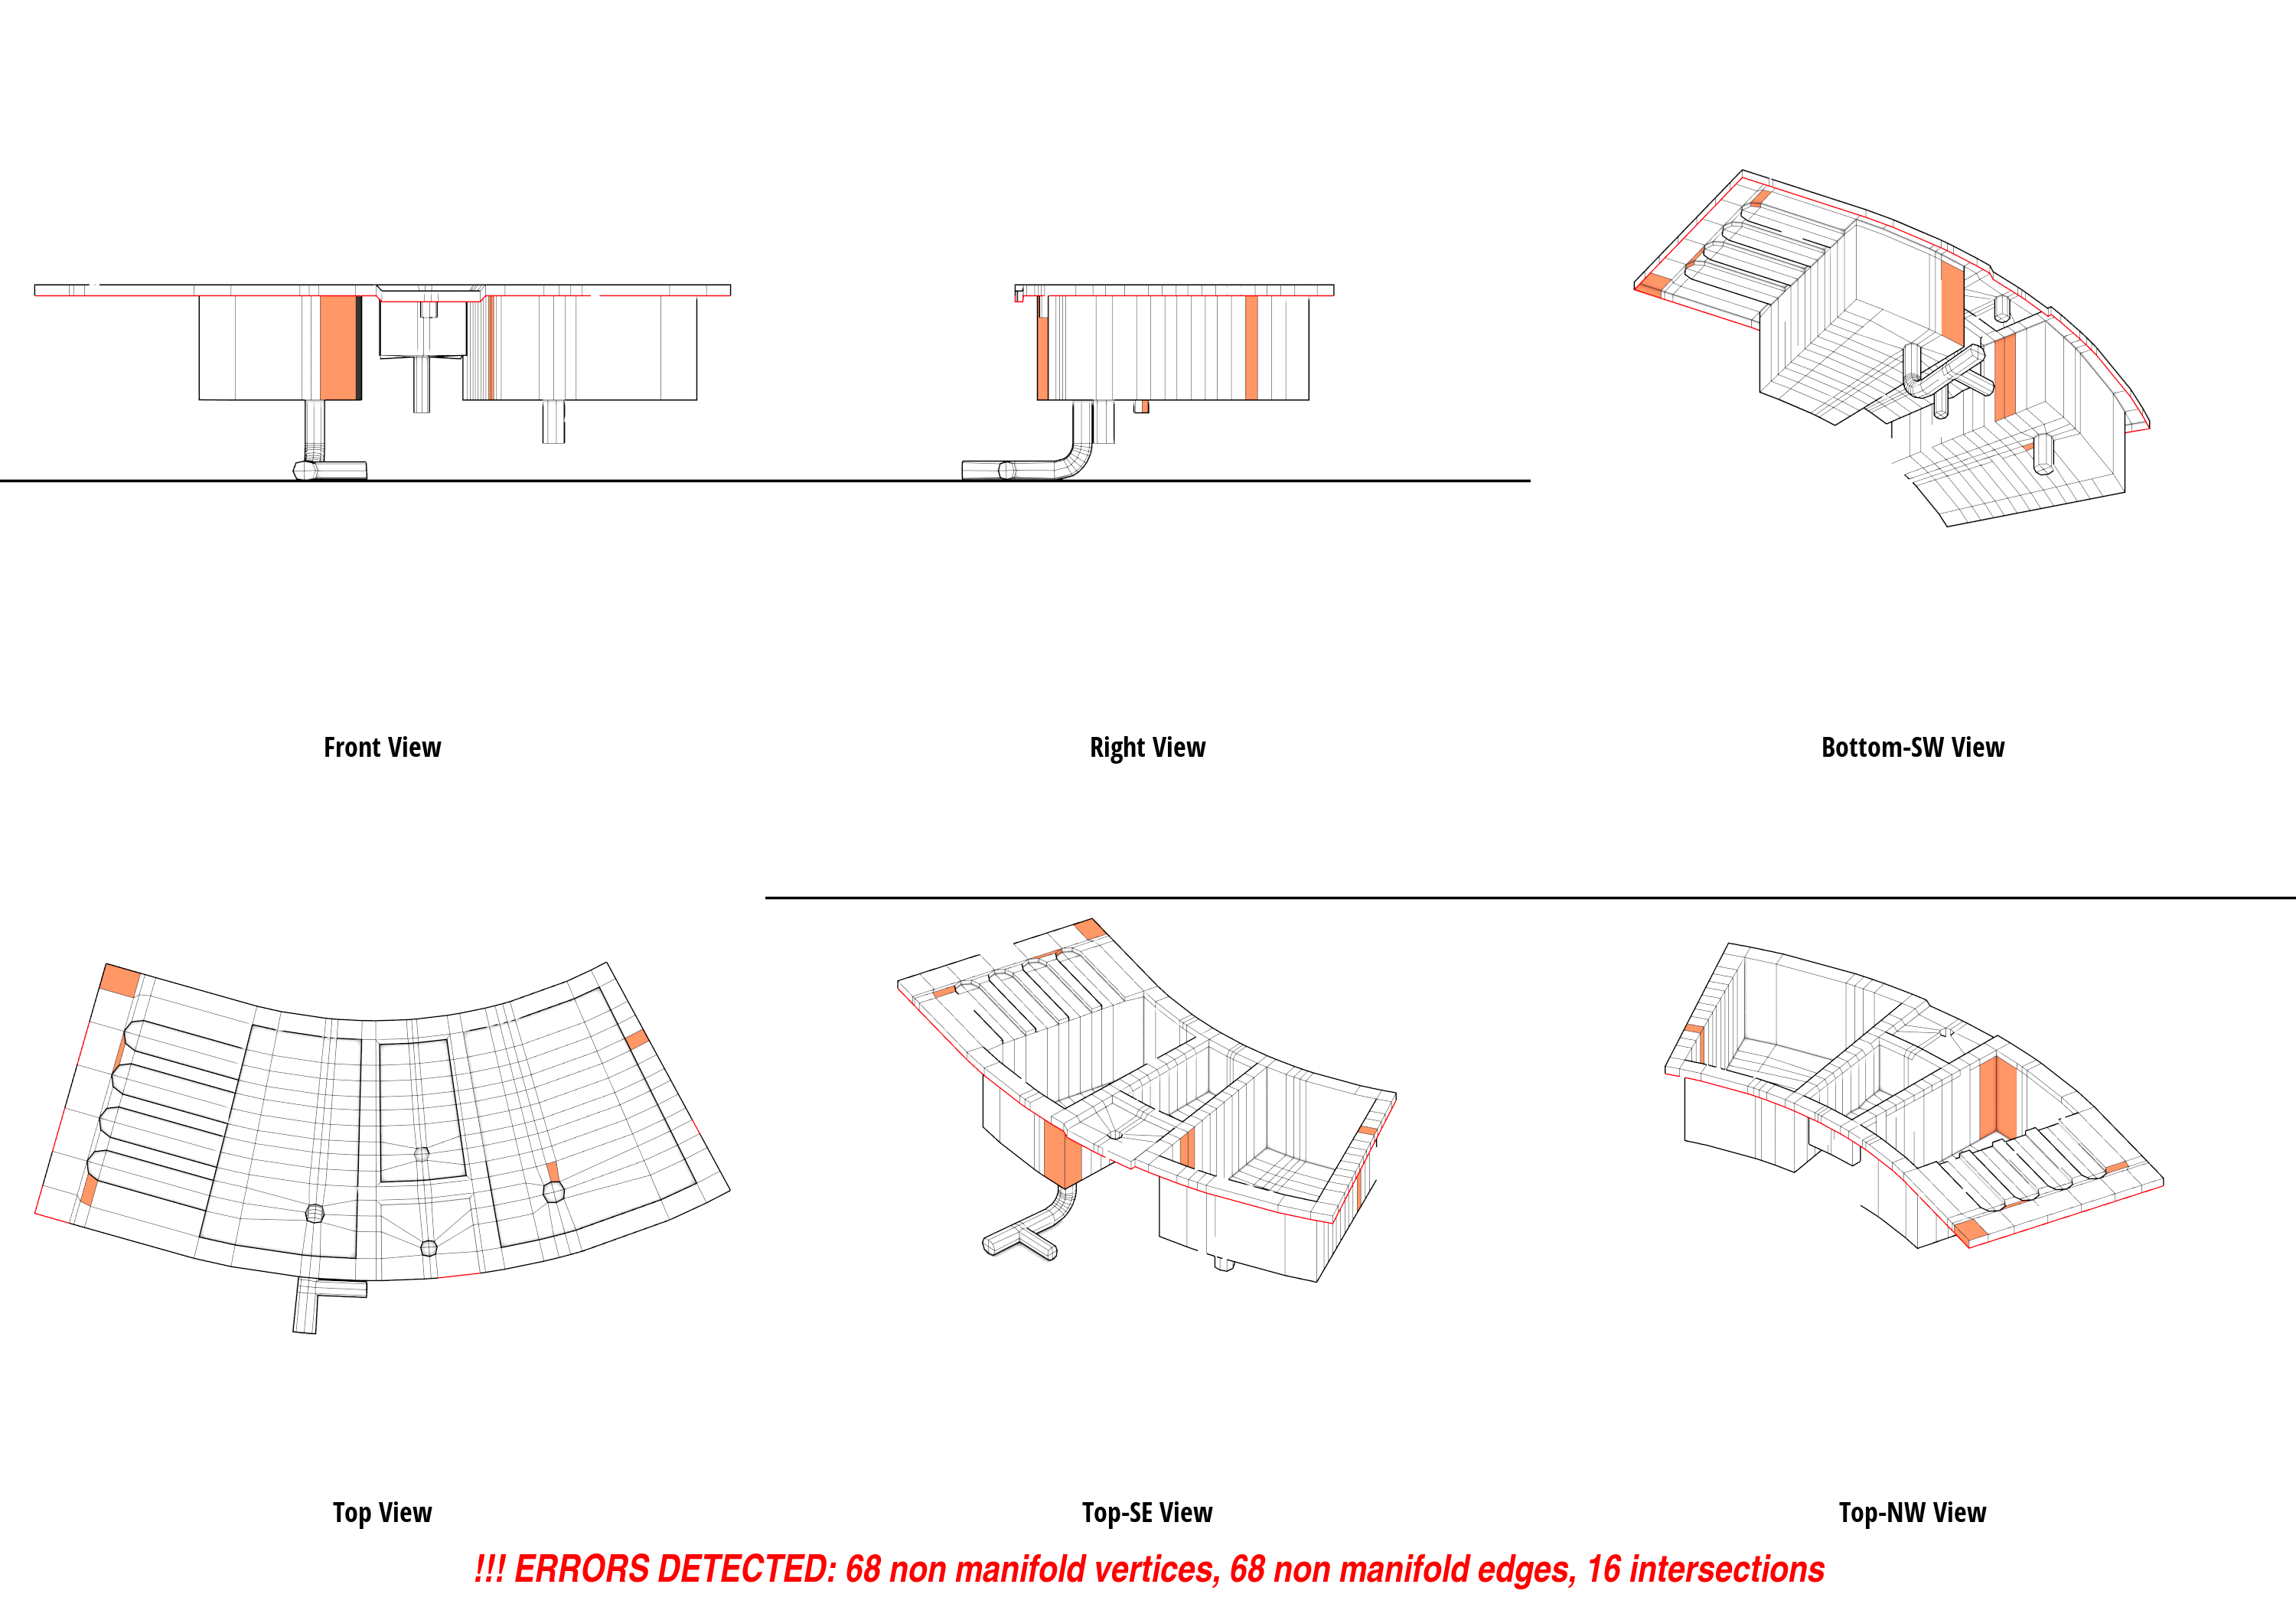 Front View
Right View
Bottom-SW View
Top View
Top-SE View
Top-NW View
!!! ERRORS DETECTED: 68 non manifold vertices, 68 non manifold edges, 16 intersections